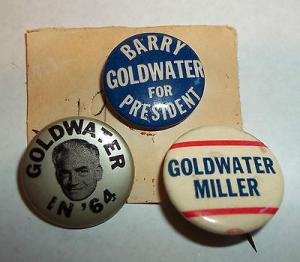 BARRY
GOLDWATER
FOR
PRESIDENT
GOLDWATER
IN '64
GOLDWATER
MILLER